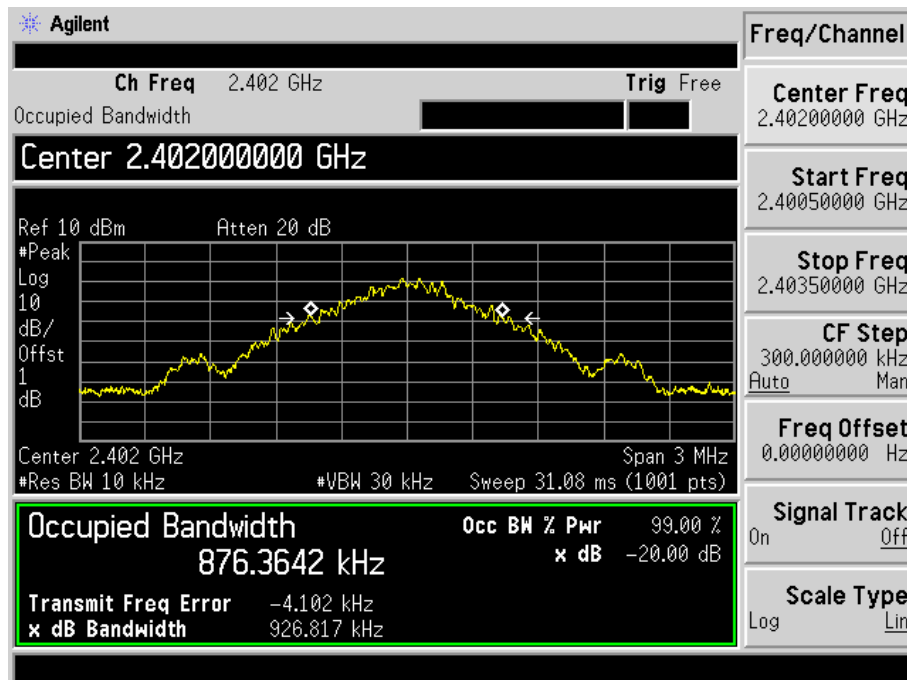 Agilent
Freq/Channel
Ch Freq 2.402 GHz Trig Free
Occupied Bandwidth
Center 2.402000000 GHz
Ref 10 dBm Atten 20 dB
#Peak
Log
10
dB/
Offst
1
dB
Center 2.402 GHz Span 3 MHz
#Res BW 10 kHz #VBW 30 kHz Sweep 31.08 ms (1001 pts)
Occupied Bandwidth
876.3642 kHz
Occ BW % Pwr 99.00 %
x dB -20.00 dB
Transmit Freq Error -4.102 kHz
x dB Bandwidth 926.817 kHz
Center Freq
2.40200000 GHz
Start Freq
2.40050000 GHz
Stop Freq
2.40350000 GHz
CF Step
300.000000 kHz
Auto Man
Freq Offset
0.00000000 Hz
Signal Track
On Off
Scale Type
Log Lin